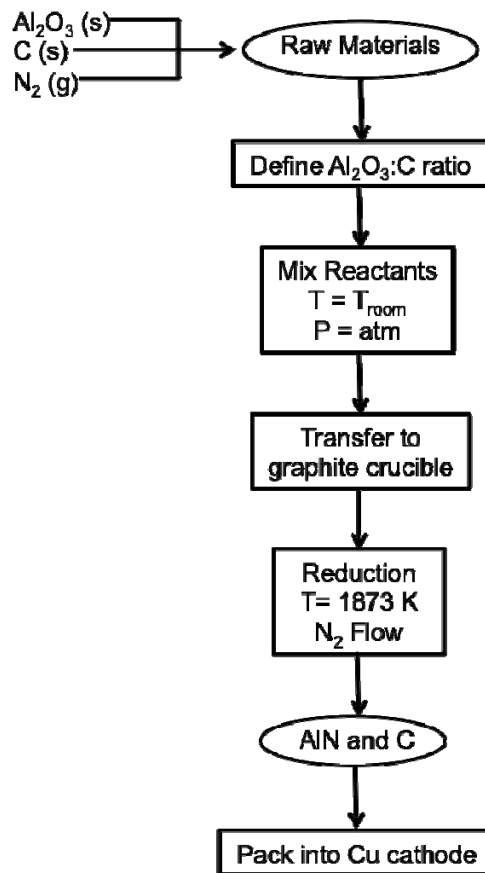 Al₂O₃ (s)
C (s)
N₂ (g)
Raw Materials
Define Al₂O₃:C ratio
Mix Reactants
T = Tᵣₒₒₘ
P = atm
Transfer to
graphite crucible
Reduction
T= 1873 K
N₂ Flow
AlN and C
Pack into Cu cathode